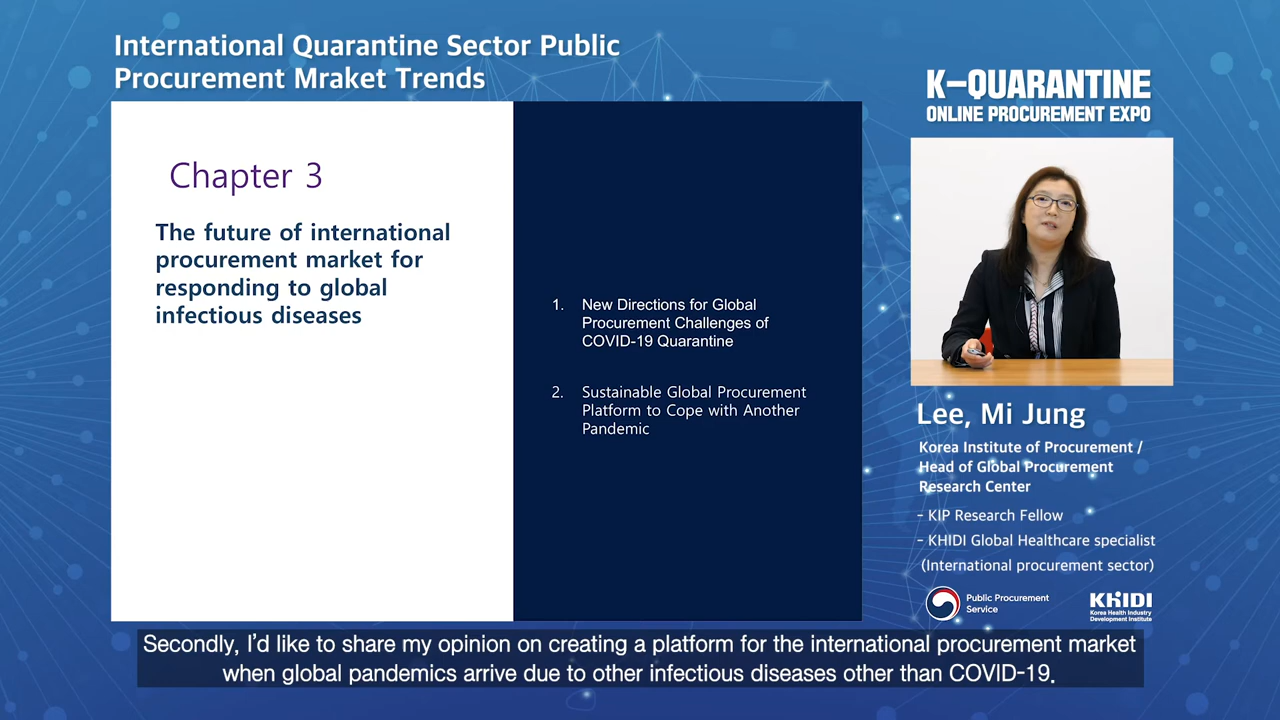 International Quarantine Sector Public
Procurement Mraket Trends
Chapter 3
The future of international
procurement market for
responding to global
infectious diseases
1. New Directions for Global
Procurement Challenges of
COVID-19 Quarantine
2. Sustainable Global Procurement
Platform to Cope with Another
Pandemic
K-QUARANTINE
ONLINE PROCUREMENT EXPO
Lee, Mi Jung
Korea Institute of Procurement /
Head of Global Procurement
Research Center
- KIP Research Fellow
- KHIDI Global Healthcare specialist
(International procurement sector)
Public Procurement
Service
KHIDI
Korea Health Industry
Development Institute
Secondly, I'd like to share my opinion on creating a platform for the international procurement market
when global pandemics arrive due to other infectious diseases other than COVID-19.